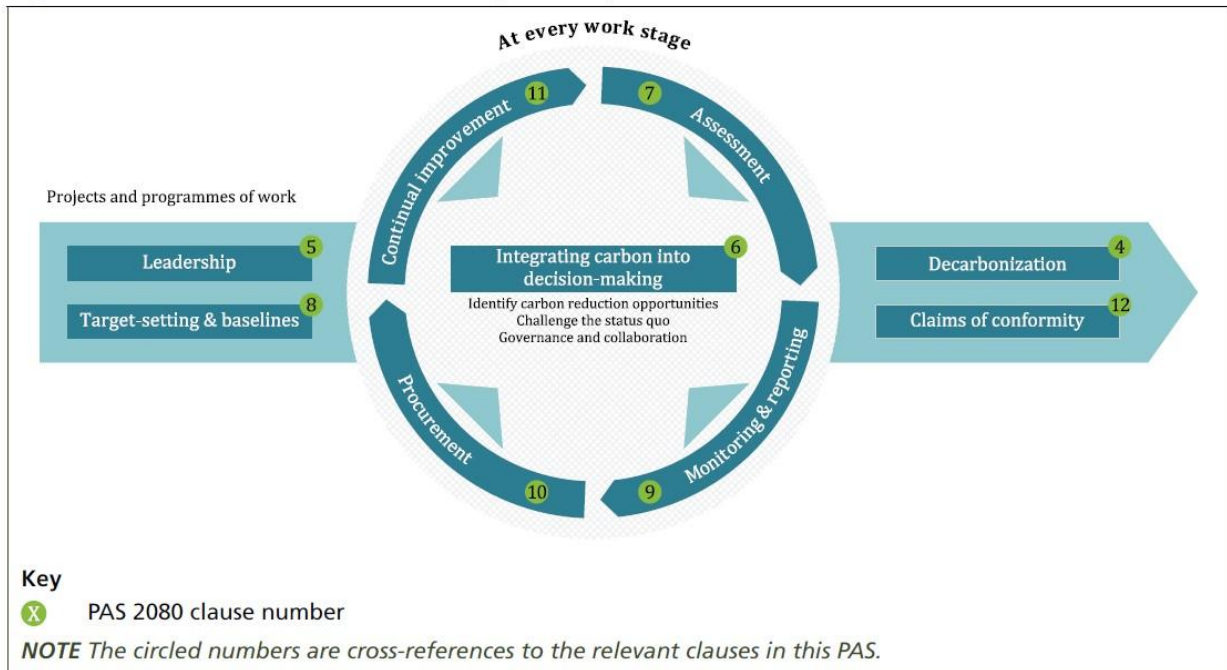 At every work stage
11
7
Continual improvement
Assessment
Projects and programmes of work
5
Leadership
8
Target-setting & baselines
6
Integrating carbon into
decision-making
Identify carbon reduction opportunities
Challenge the status quo
Governance and collaboration
4
Decarbonization
12
Claims of conformity
Procurement
Monitoring & reporting
10
9
Key
X PAS 2080 clause number
NOTE The circled numbers are cross-references to the relevant clauses in this PAS.